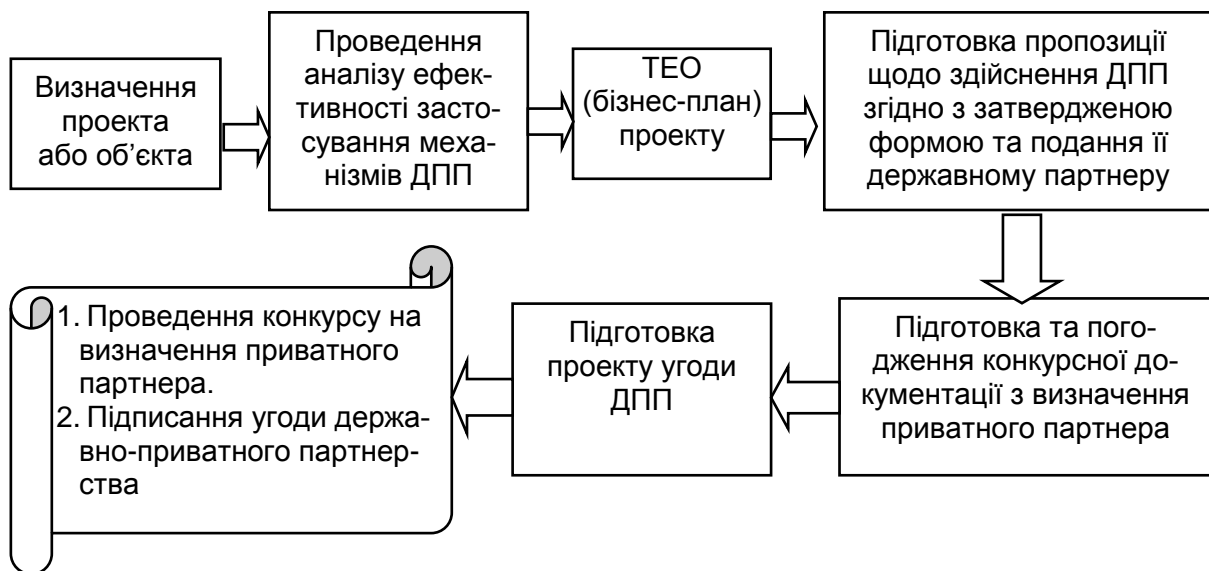 Визначення
проекта
або об’єкта
Проведення
аналізу ефек-
тивності засто-
сування меха-
нізмів ДПП
ТЕО
(бізнес-план)
проекту
Підготовка пропозиції
щодо здійснення ДПП
згідно з затвердженою
формою та подання її
державному партнеру
Підготовка та пого-
дження конкурсної до-
кументації з визначення
приватного партнера
Підготовка
проекту угоди
ДПП
1. Проведення конкурсу на
визначення приватного
партнера.
2. Підписання угоди держа-
вно-приватного партнер-
ства